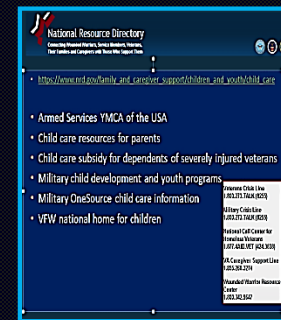 National Resource Directory
Connecting Wounded Warriors, Service Members, Veterans,
Their Families and Caregivers with Those Who Support Them
https://www.nrd.gov/family_and_caregiver_support/children_and_youth/child_care
Armed Services YMCA of the USA
Child care resources for parents
Child care subsidy for dependents of severely injured veterans
Military child development and youth programs
Military OneSource child care information
VFW national home for children
Veterans Crisis Line
1.800.273.TALK (8255)
Military Crisis Line
1.800.273.TALK (8255)
National Call Center for
Homeless Veterans
1.877.4AID.VET (424.3838)
VA Caregiver Support Line
1.855.260.3274
Wounded Warrior Resource
Center
1.800.342.9647